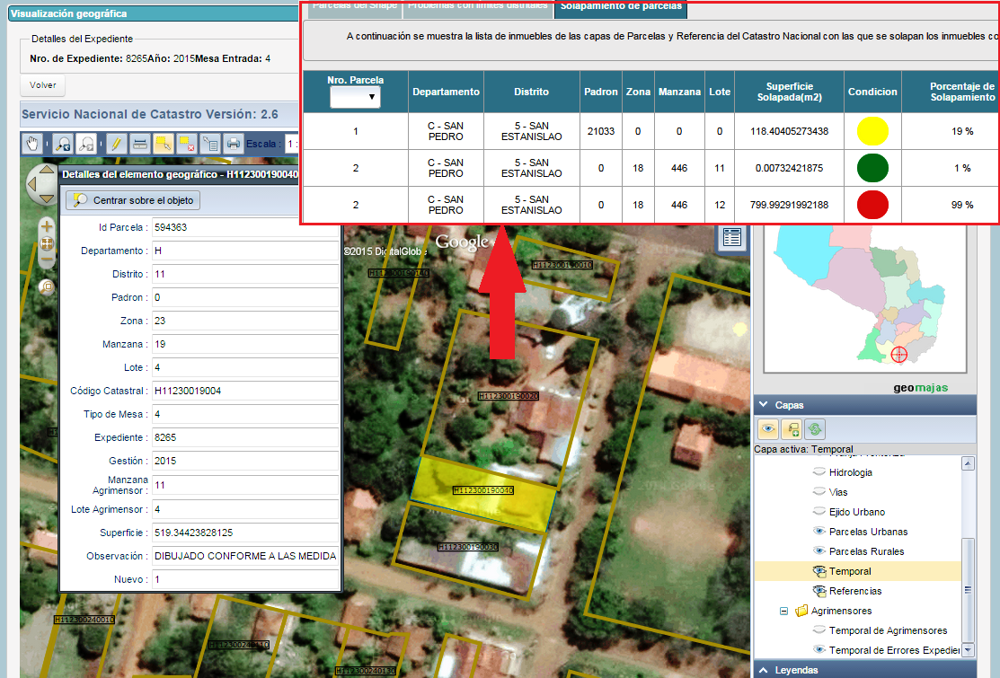 Visualización geográfica
Detalles del Expediente
Nro. de Expediente: 8265Año: 2015Mesa Entrada: 4
Volver
Servicio Nacional de Catastro Versión: 2.6
Escala : 1 :
Parcelas del Shape
Problemas con límites distritales
Solapamiento de parcelas
A continuación se muestra la lista de inmuebles de las capas de Parcelas y Referencia del Catastro Nacional con las que se solapan los inmuebles co
Nro. Parcela Departamento Distrito Padron Zona Manzana Lote Superficie Solapada(m2) Condicion Porcentaje de Solapamiento
1 C - SAN PEDRO 5 - SAN ESTANISLAO 21033 0 0 0 118.40405273438 19 %
2 C - SAN PEDRO 5 - SAN ESTANISLAO 0 18 446 11 0.00732421875 1 %
2 C - SAN PEDRO 5 - SAN ESTANISLAO 0 18 446 12 799.99291992188 99 %
Detalles del elemento geográfico - H112300190040
Centrar sobre el objeto
Id Parcela : 594363
Departamento : H
Distrito : 11
Padron : 0
Zona : 23
Manzana : 19
Lote : 4
Código Catastral : H11230019004
Tipo de Mesa : 4
Expediente : 8265
Gestión : 2015
Manzana
Agrimensor : 11
Lote Agrimensor : 4
Superficie : 519.34423828125
Observación : DIBUJADO CONFORME A LAS MEDIDA
Nuevo : 1
©2015 DigitalGlobe
Google
H112300190010
H112300190020
H112300190040
H112300190030
H112300240010
H112300240130
geomajas
Capas
Capa activa: Temporal
Hidrologia
Vias
Ejido Urbano
Parcelas Urbanas
Parcelas Rurales
Temporal
Referencias
Agrimensores
Temporal de Agrimensores
Temporal de Errores Expedier
Leyendas